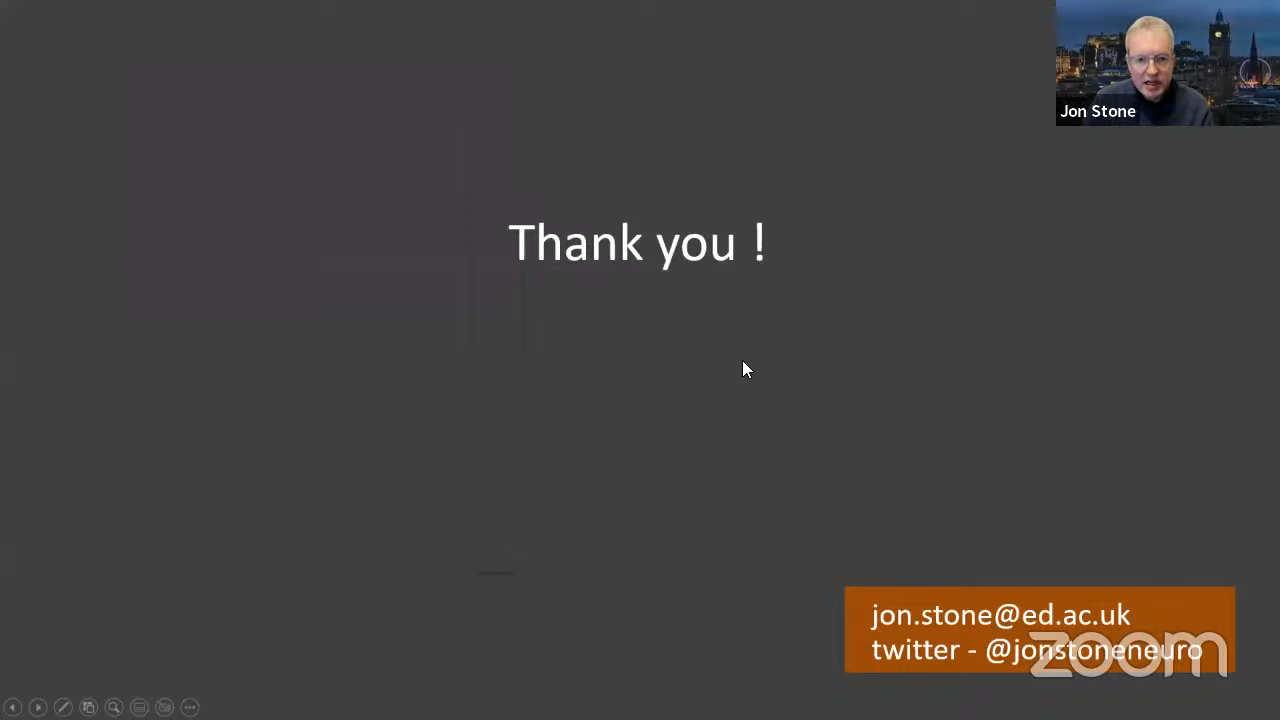 Jon Stone
Thank you !
jon.stone@ed.ac.uk
twitter - @jonstoneneuro
zoom